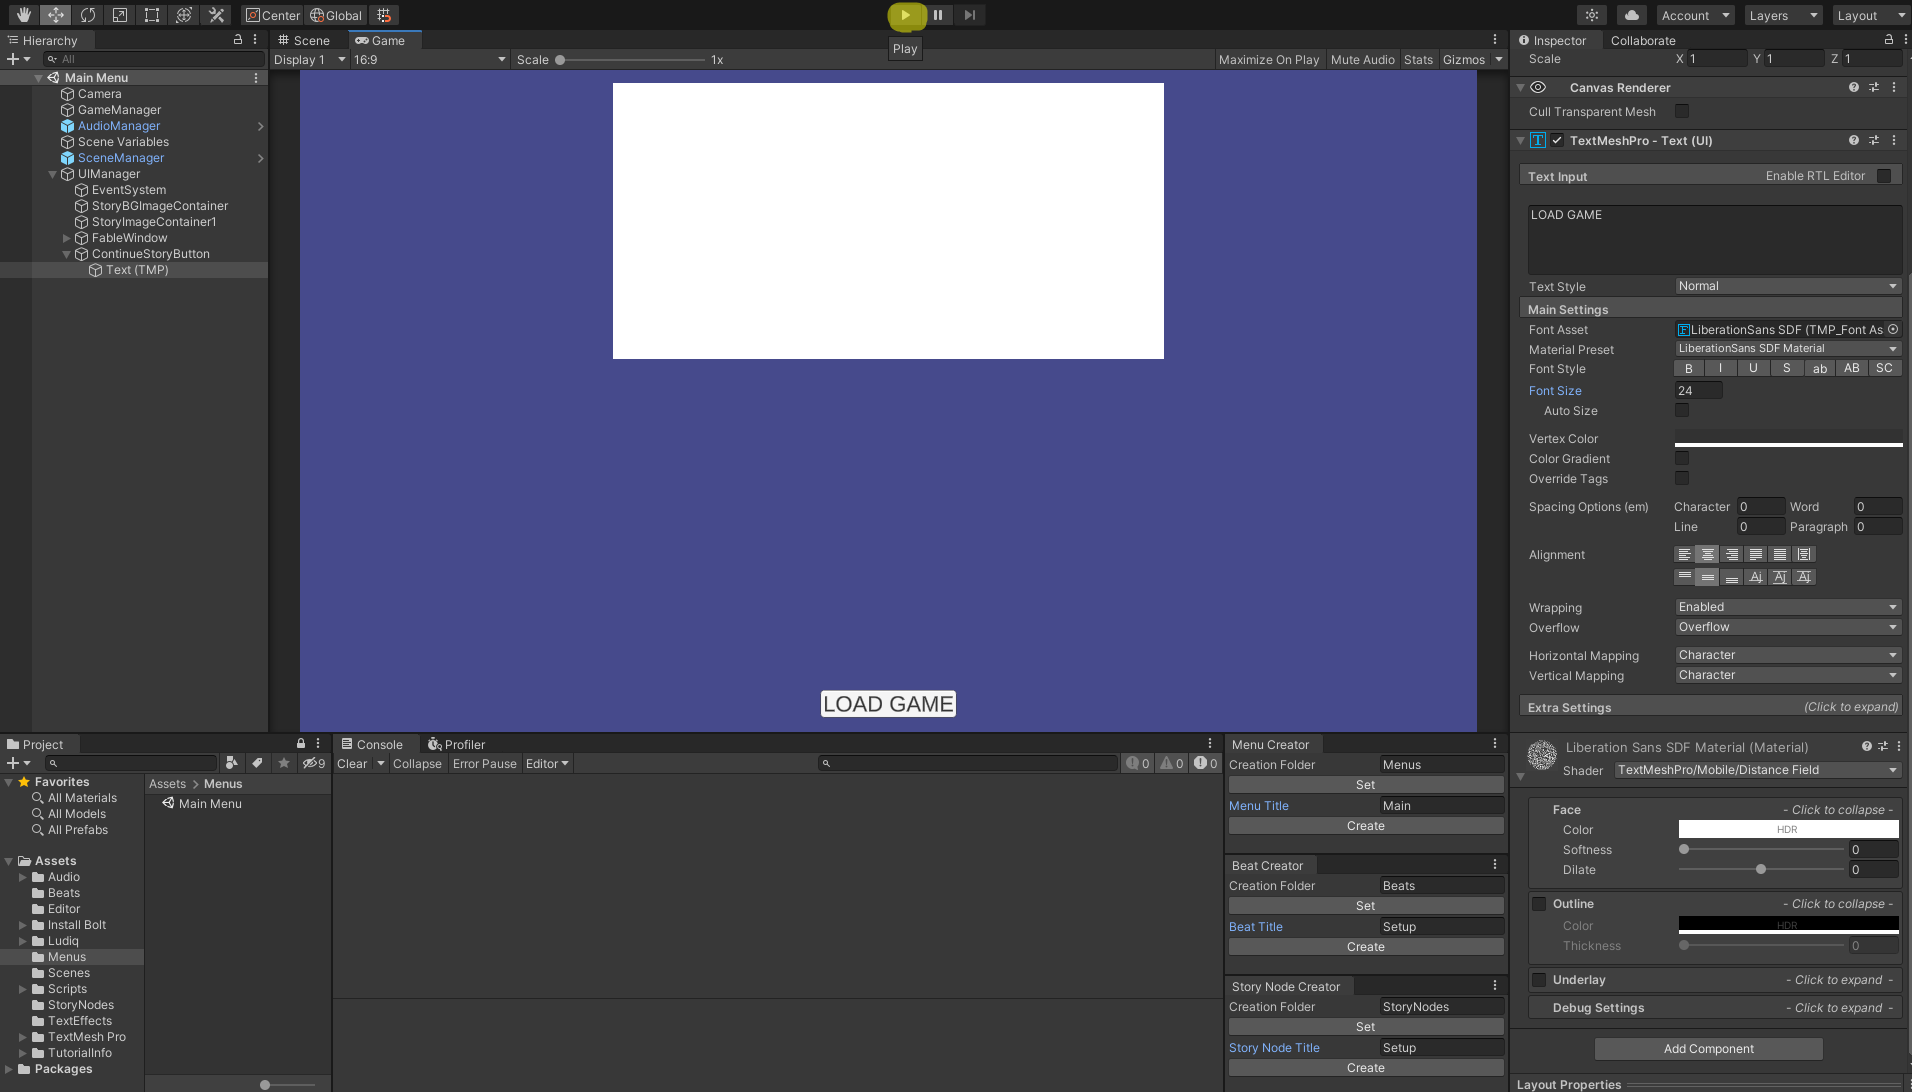 Center
Global
Play
Account
Layers
Layout
Hierarchy
All
Main Menu
Camera
GameManager
AudioManager
Scene Variables
SceneManager
UIManager
EventSystem
StoryBGImageContainer
StoryImageContainer1
FableWindow
ContinueStoryButton
Text (TMP)
Scene
Game
Display 1
16:9
Scale
1x
Maximize On Play
Mute Audio
Stats
Gizmos
LOAD GAME
Inspector
Collaborate
Scale X 1 Y 1 Z 1
Canvas Renderer
Cull Transparent Mesh
TextMeshPro - Text (UI)
Text Input
Enable RTL Editor
LOAD GAME
Text Style Normal
Main Settings
Font Asset LiberationSans SDF (TMP_Font As
Material Preset LiberationSans SDF Material
Font Style B I U S ab AB SC
Font Size 24
Auto Size
Vertex Color
Color Gradient
Override Tags
Spacing Options (em) Character 0 Word 0
Line 0 Paragraph 0
Alignment
Wrapping Enabled
Overflow Overflow
Horizontal Mapping Character
Vertical Mapping Character
Extra Settings (Click to expand)
Liberation Sans SDF Material (Material)
Shader TextMeshPro/Mobile/Distance Field
Face - Click to collapse -
Color HDR
Softness 0
Dilate 0
Outline - Click to collapse -
Color HDR
Thickness 0
Underlay - Click to expand -
Debug Settings - Click to expand -
Add Component
Layout Properties
Project
9
Favorites
All Materials
All Models
All Prefabs
Assets
Audio
Beats
Editor
Install Bolt
Ludiq
Menus
Scenes
Scripts
StoryNodes
TextEffects
TextMesh Pro
TutorialInfo
Packages
Assets > Menus
Main Menu
Console
Profiler
Clear
Collapse
Error Pause
Editor
0
0
0
Menu Creator
Creation Folder Menus
Set
Menu Title Main
Create
Beat Creator
Creation Folder Beats
Set
Beat Title Setup
Create
Story Node Creator
Creation Folder StoryNodes
Set
Story Node Title Setup
Create